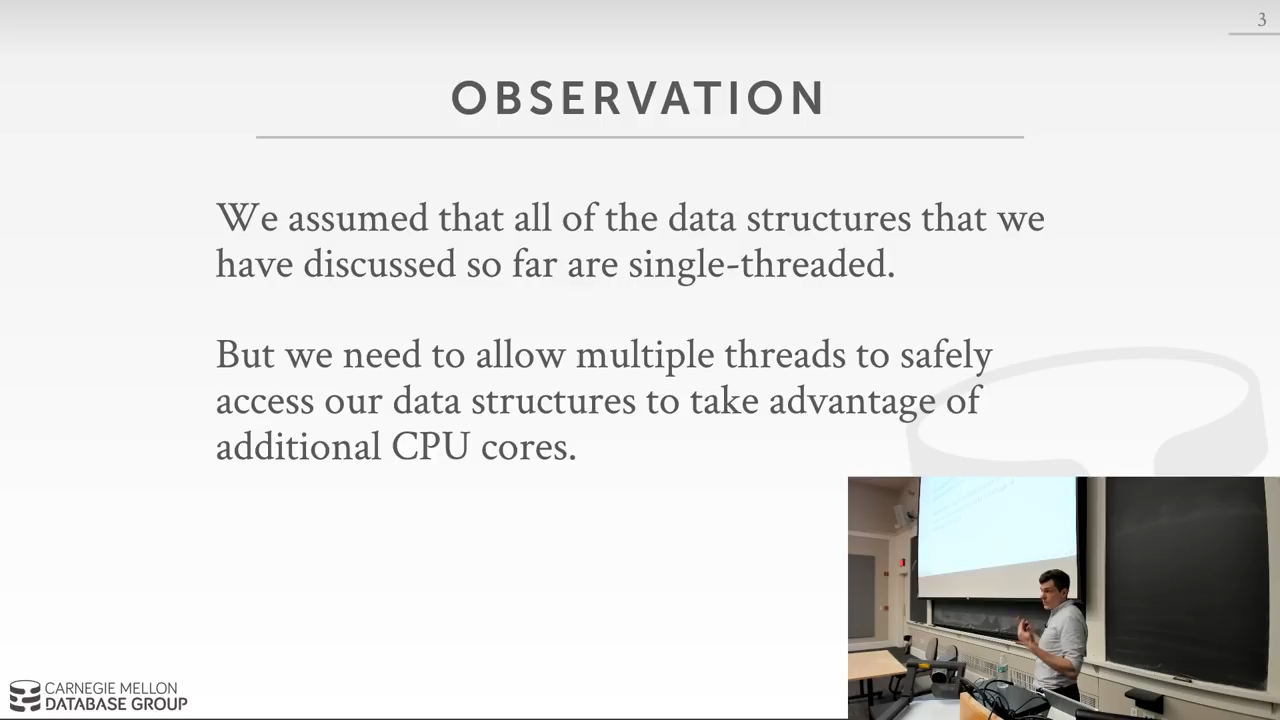 3
OBSERVATION
We assumed that all of the data structures that we
have discussed so far are single-threaded.
But we need to allow multiple threads to safely
access our data structures to take advantage of
additional CPU cores.
CARNEGIE MELLON
DATABASE GROUP